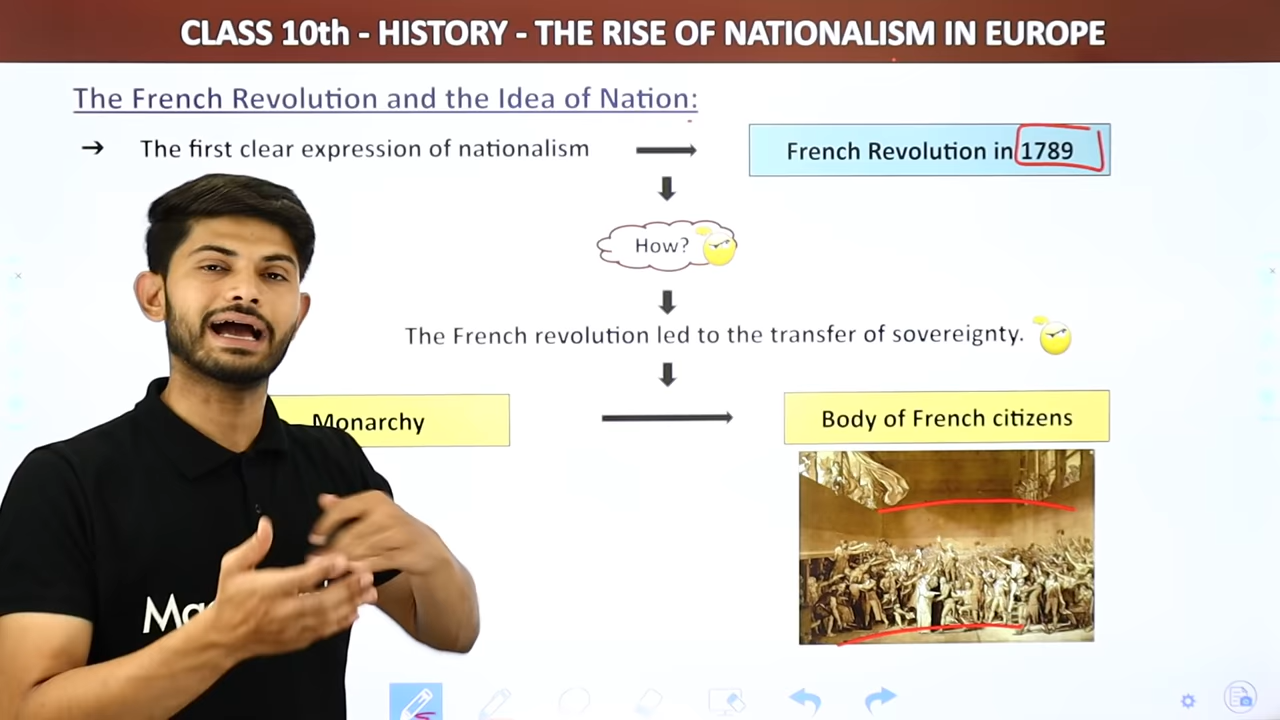 CLASS 10th - HISTORY - THE RISE OF NATIONALISM IN EUROPE
The French Revolution and the Idea of Nation:
➔ The first clear expression of nationalism
French Revolution in 1789
How?
The French revolution led to the transfer of sovereignty.
Monarchy
Body of French citizens